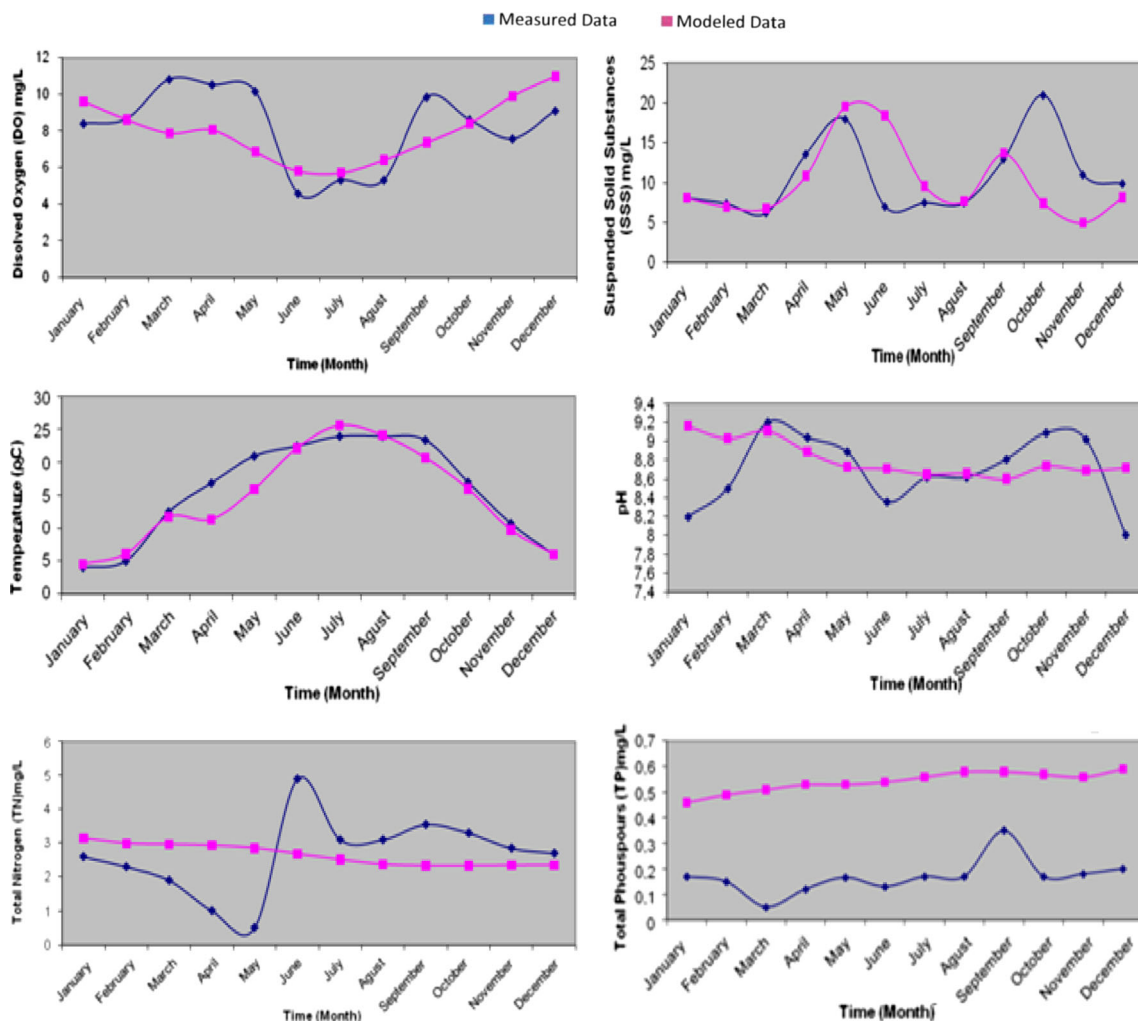 Measured Data Modeled Data
Disolved Oxygen (DO) mg/L
12
10
8
6
4
2
0
January February March April May June July Agust September October November December
Time (Month)
Suspended Solid Substances
(SSS) mg/L
25
20
15
10
5
0
January February March April May June July Agust September October November December
Time (Month)
Temperature (oC)
30
25
0
5
0
5
0
January February March April May June July Agust September October November December
Time (Month)
pH
9,4
9,2
9
8,8
8,6
8,4
8,2
8
7,8
7,6
7,4
January February March April May June July Agust September October November December
Time (Month)
Total Nitrogen (TN)mg/L
6
5
4
3
2
1
0
January February March April May June July Agust September October November December
Time (Month)
Total Phouspours (TP)mg/L
0,7
0,6
0,5
0,4
0,3
0,2
0,1
0
January February March April May June July Agust September October November December
Time (Month)